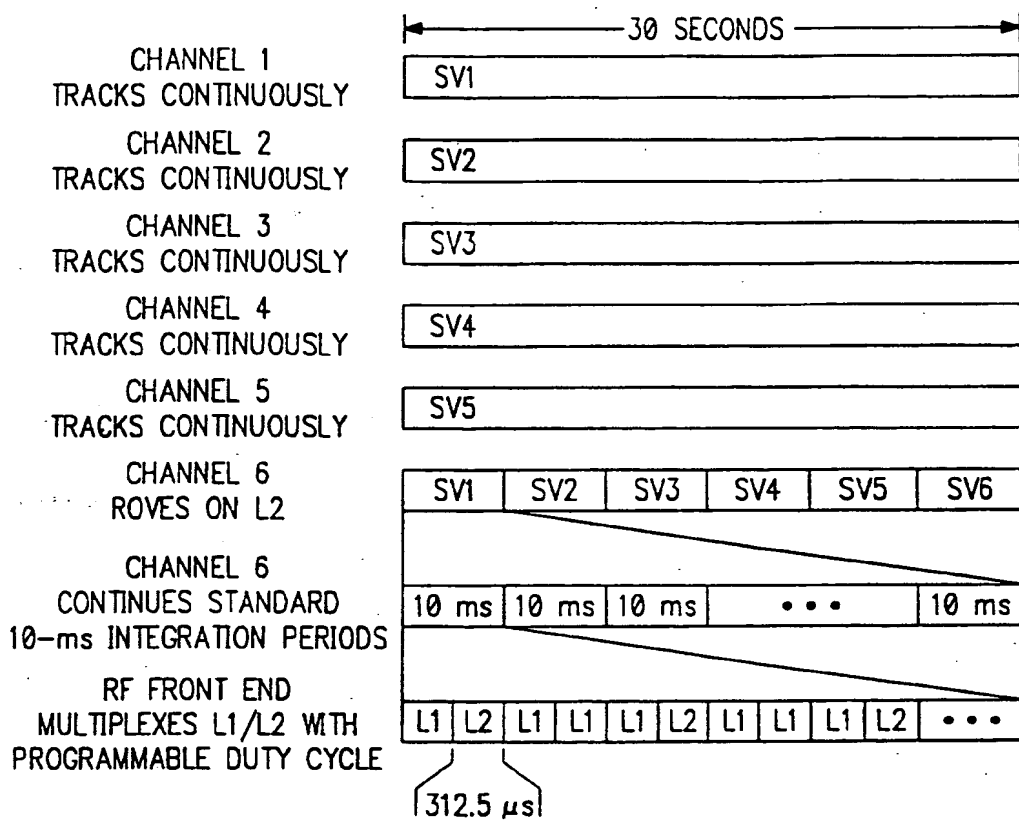 30 SECONDS
CHANNEL 1
TRACKS CONTINUOUSLY
SV1
CHANNEL 2
TRACKS CONTINUOUSLY
SV2
CHANNEL 3
TRACKS CONTINUOUSLY
SV3
CHANNEL 4
TRACKS CONTINUOUSLY
SV4
CHANNEL 5
TRACKS CONTINUOUSLY
SV5
CHANNEL 6
ROVES ON L2
SV1 SV2 SV3 SV4 SV5 SV6
CHANNEL 6
CONTINUES STANDARD
10-ms INTEGRATION PERIODS
10 ms 10 ms 10 ms • • • 10 ms
RF FRONT END
MULTIPLEXES L1/L2 WITH
PROGRAMMABLE DUTY CYCLE
L1 L2 L1 L1 L1 L2 L1 L1 L1 L2 • • •
312.5 µs